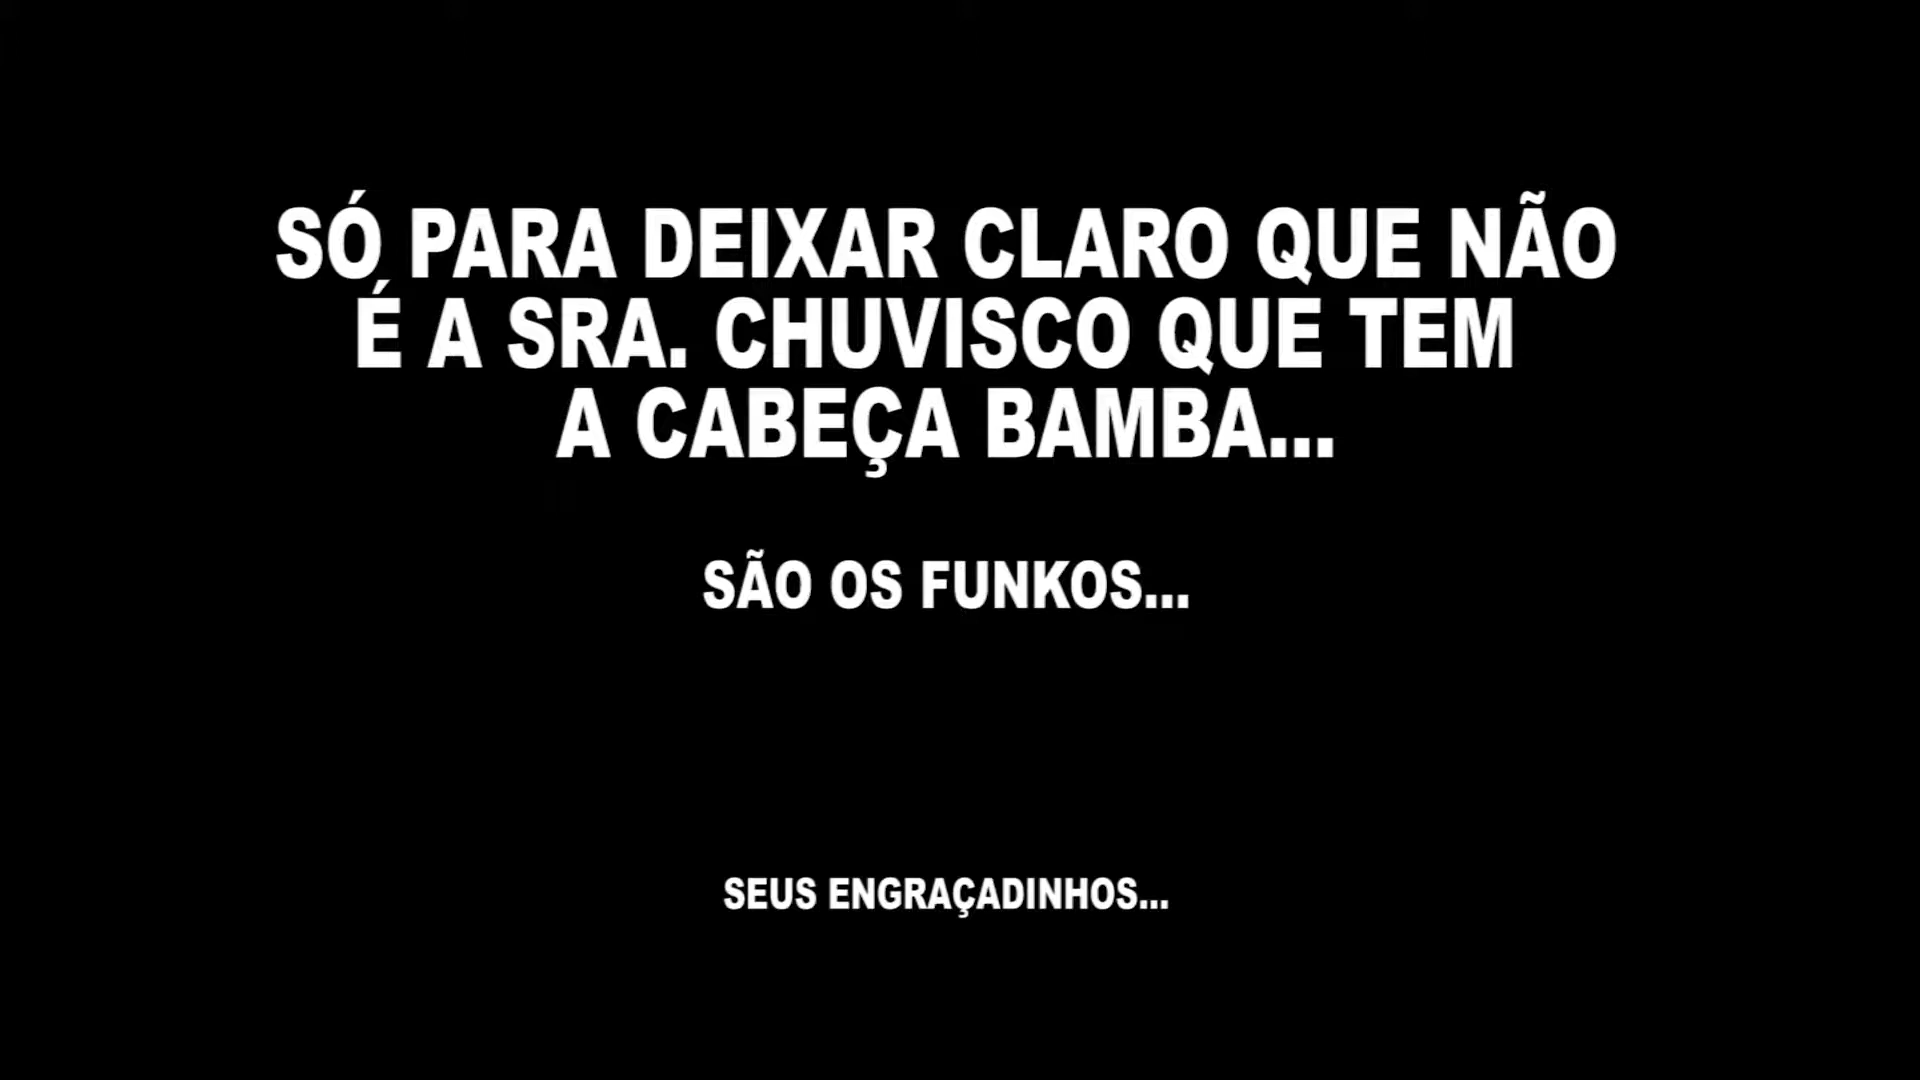 SÓ PARA DEIXAR CLARO QUE NÃO
É A SRA. CHUVISCO QUE TEM
A CABEÇA BAMBA...
SÃO OS FUNKOS...
SEUS ENGRAÇADINHOS...